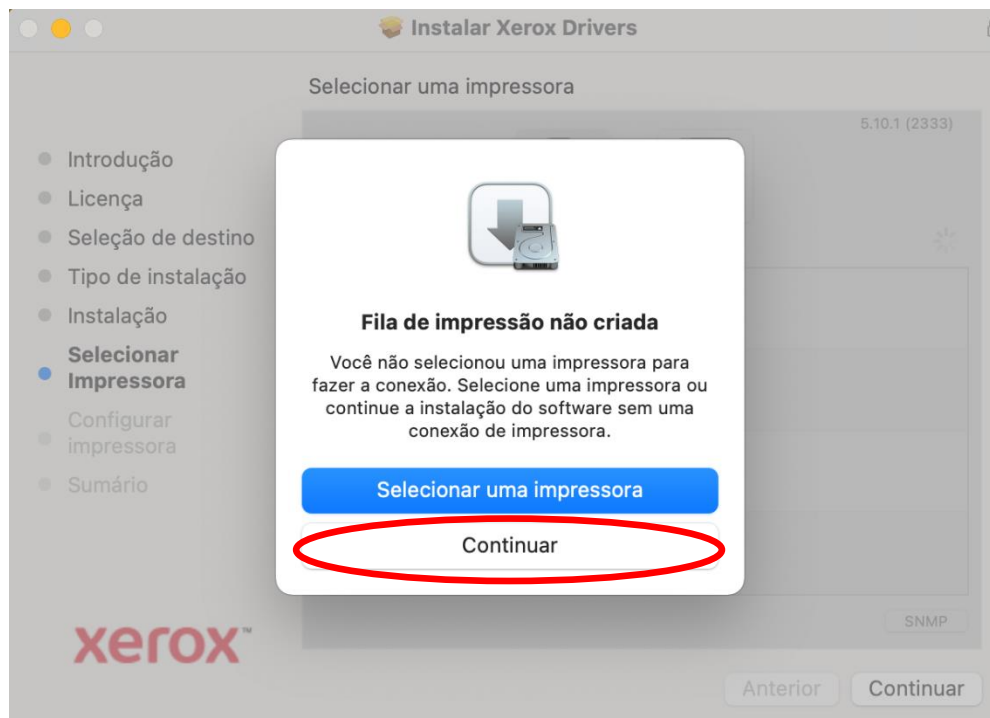 Instalar Xerox Drivers
Selecionar uma impressora
5.10.1 (2333)
Introdução
Licença
Seleção de destino
Tipo de instalação
Instalação
Selecionar
Impressora
Configurar
impressora
Sumário
Fila de impressão não criada
Você não selecionou uma impressora para
fazer a conexão. Selecione uma impressora ou
continue a instalação do software sem uma
conexão de impressora.
Selecionar uma impressora
Continuar
xerox™
SNMP
Anterior
Continuar